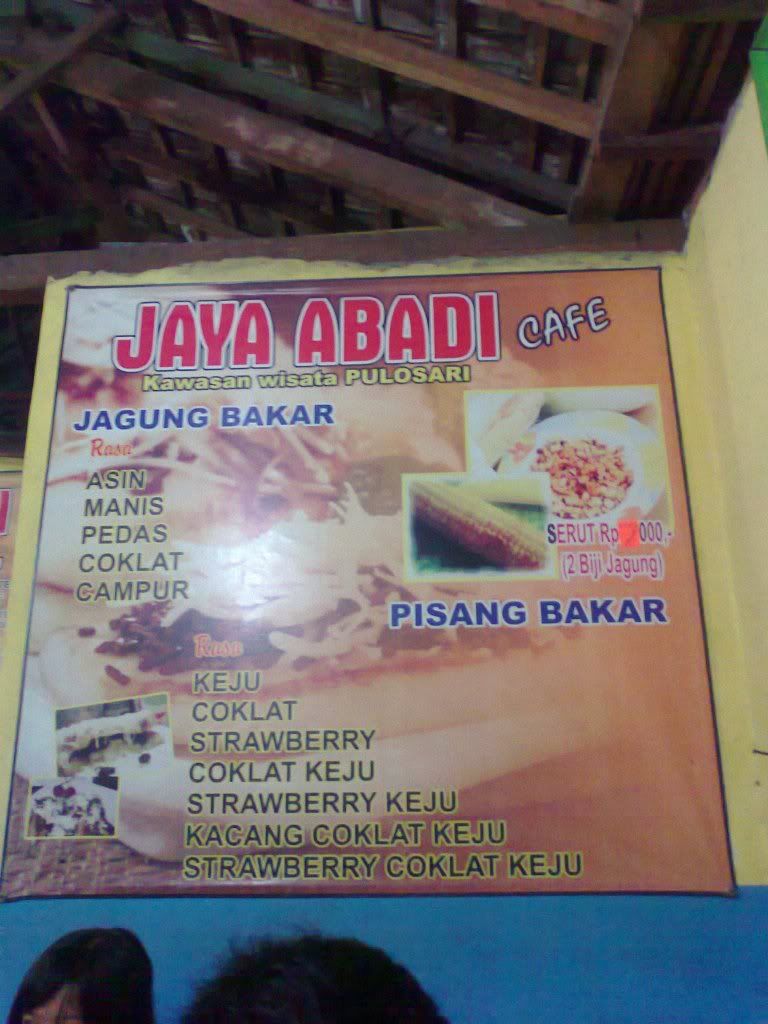 JAYA ABADI CAFE
Kawasan wisata PULOSARI
JAGUNG BAKAR
Rasa
ASIN
MANIS
PEDAS
COKLAT
CAMPUR
SERUT Rp 000,-
(2 Biji Jagung)
PISANG BAKAR
Rasa
KEJU
COKLAT
STRAWBERRY
COKLAT KEJU
STRAWBERRY KEJU
KACANG COKLAT KEJU
STRAWBERRY COKLAT KEJU